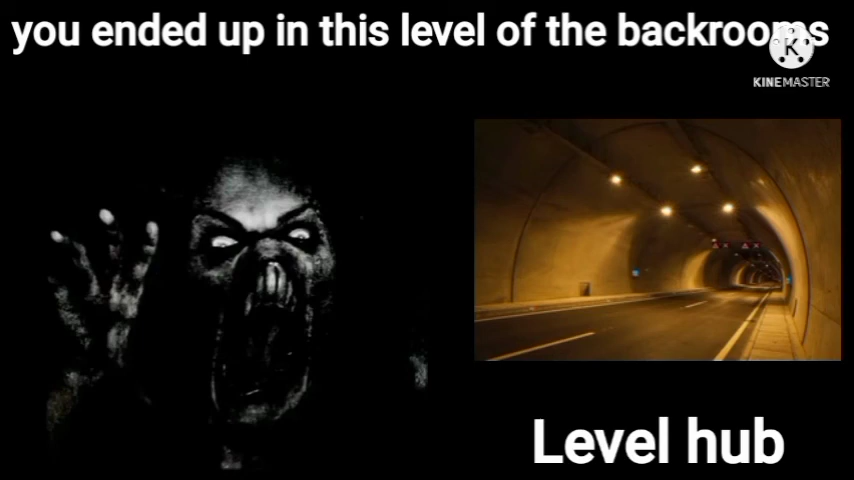 you ended up in this level of the backrooms
K
KINEMASTER
Level hub